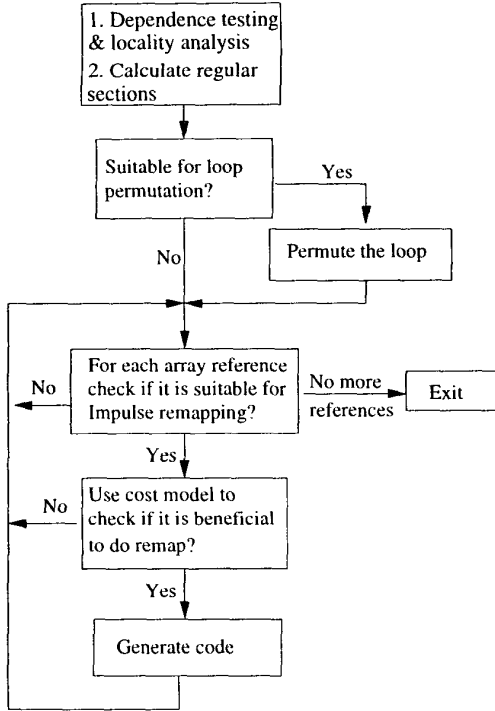 1. Dependence testing
& locality analysis
2. Calculate regular
sections
Suitable for loop
permutation?
Yes
No
Permute the loop
For each array reference
check if it is suitable for
Impulse remapping?
No
No more
references
Exit
Yes
Use cost model to
check if it is beneficial
to do remap?
No
Yes
Generate code